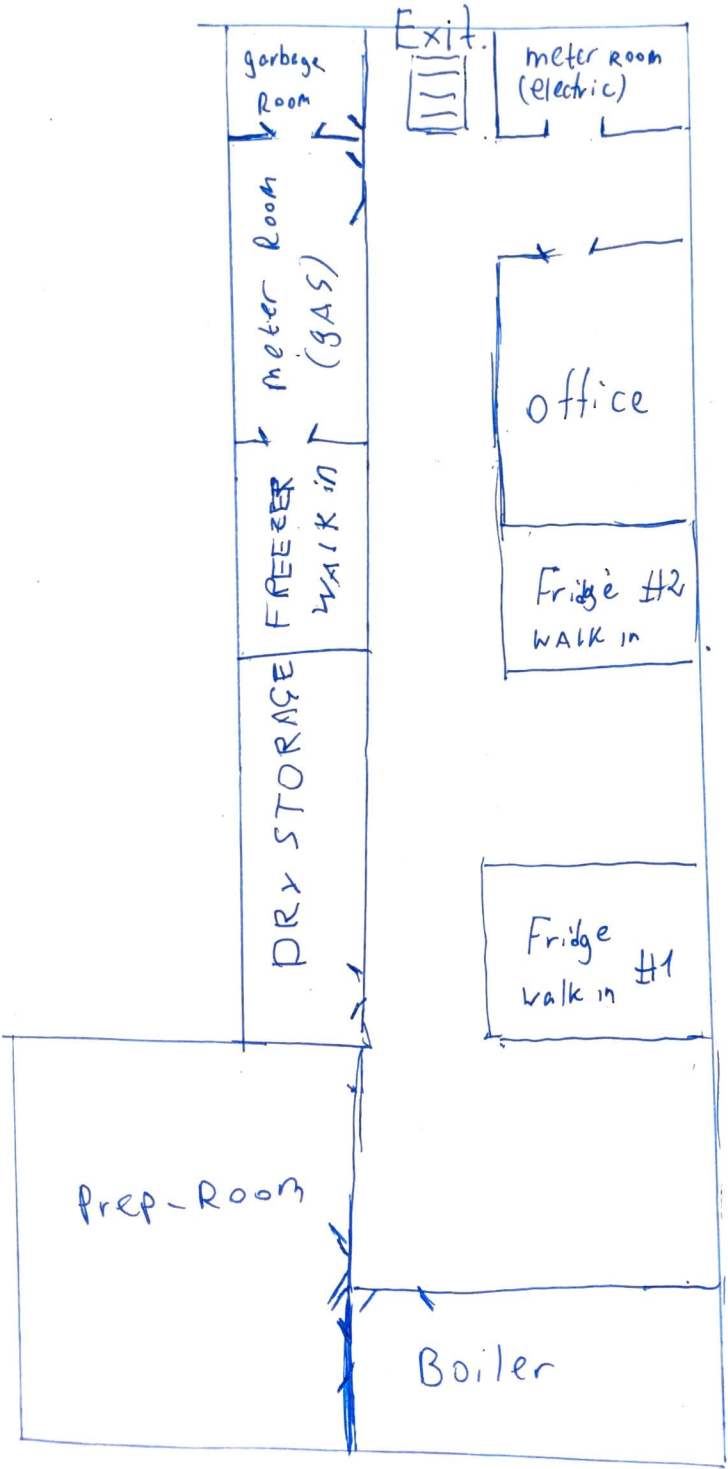 Exit.
garbage
ROOM
meter ROOM
(electric)
Meter Room
(gAS)
office
FREEZER
WALK in
Fridge #2
WALK in
DRY STORAGE
Fridge
walk in #1
Prep-Room
Boiler